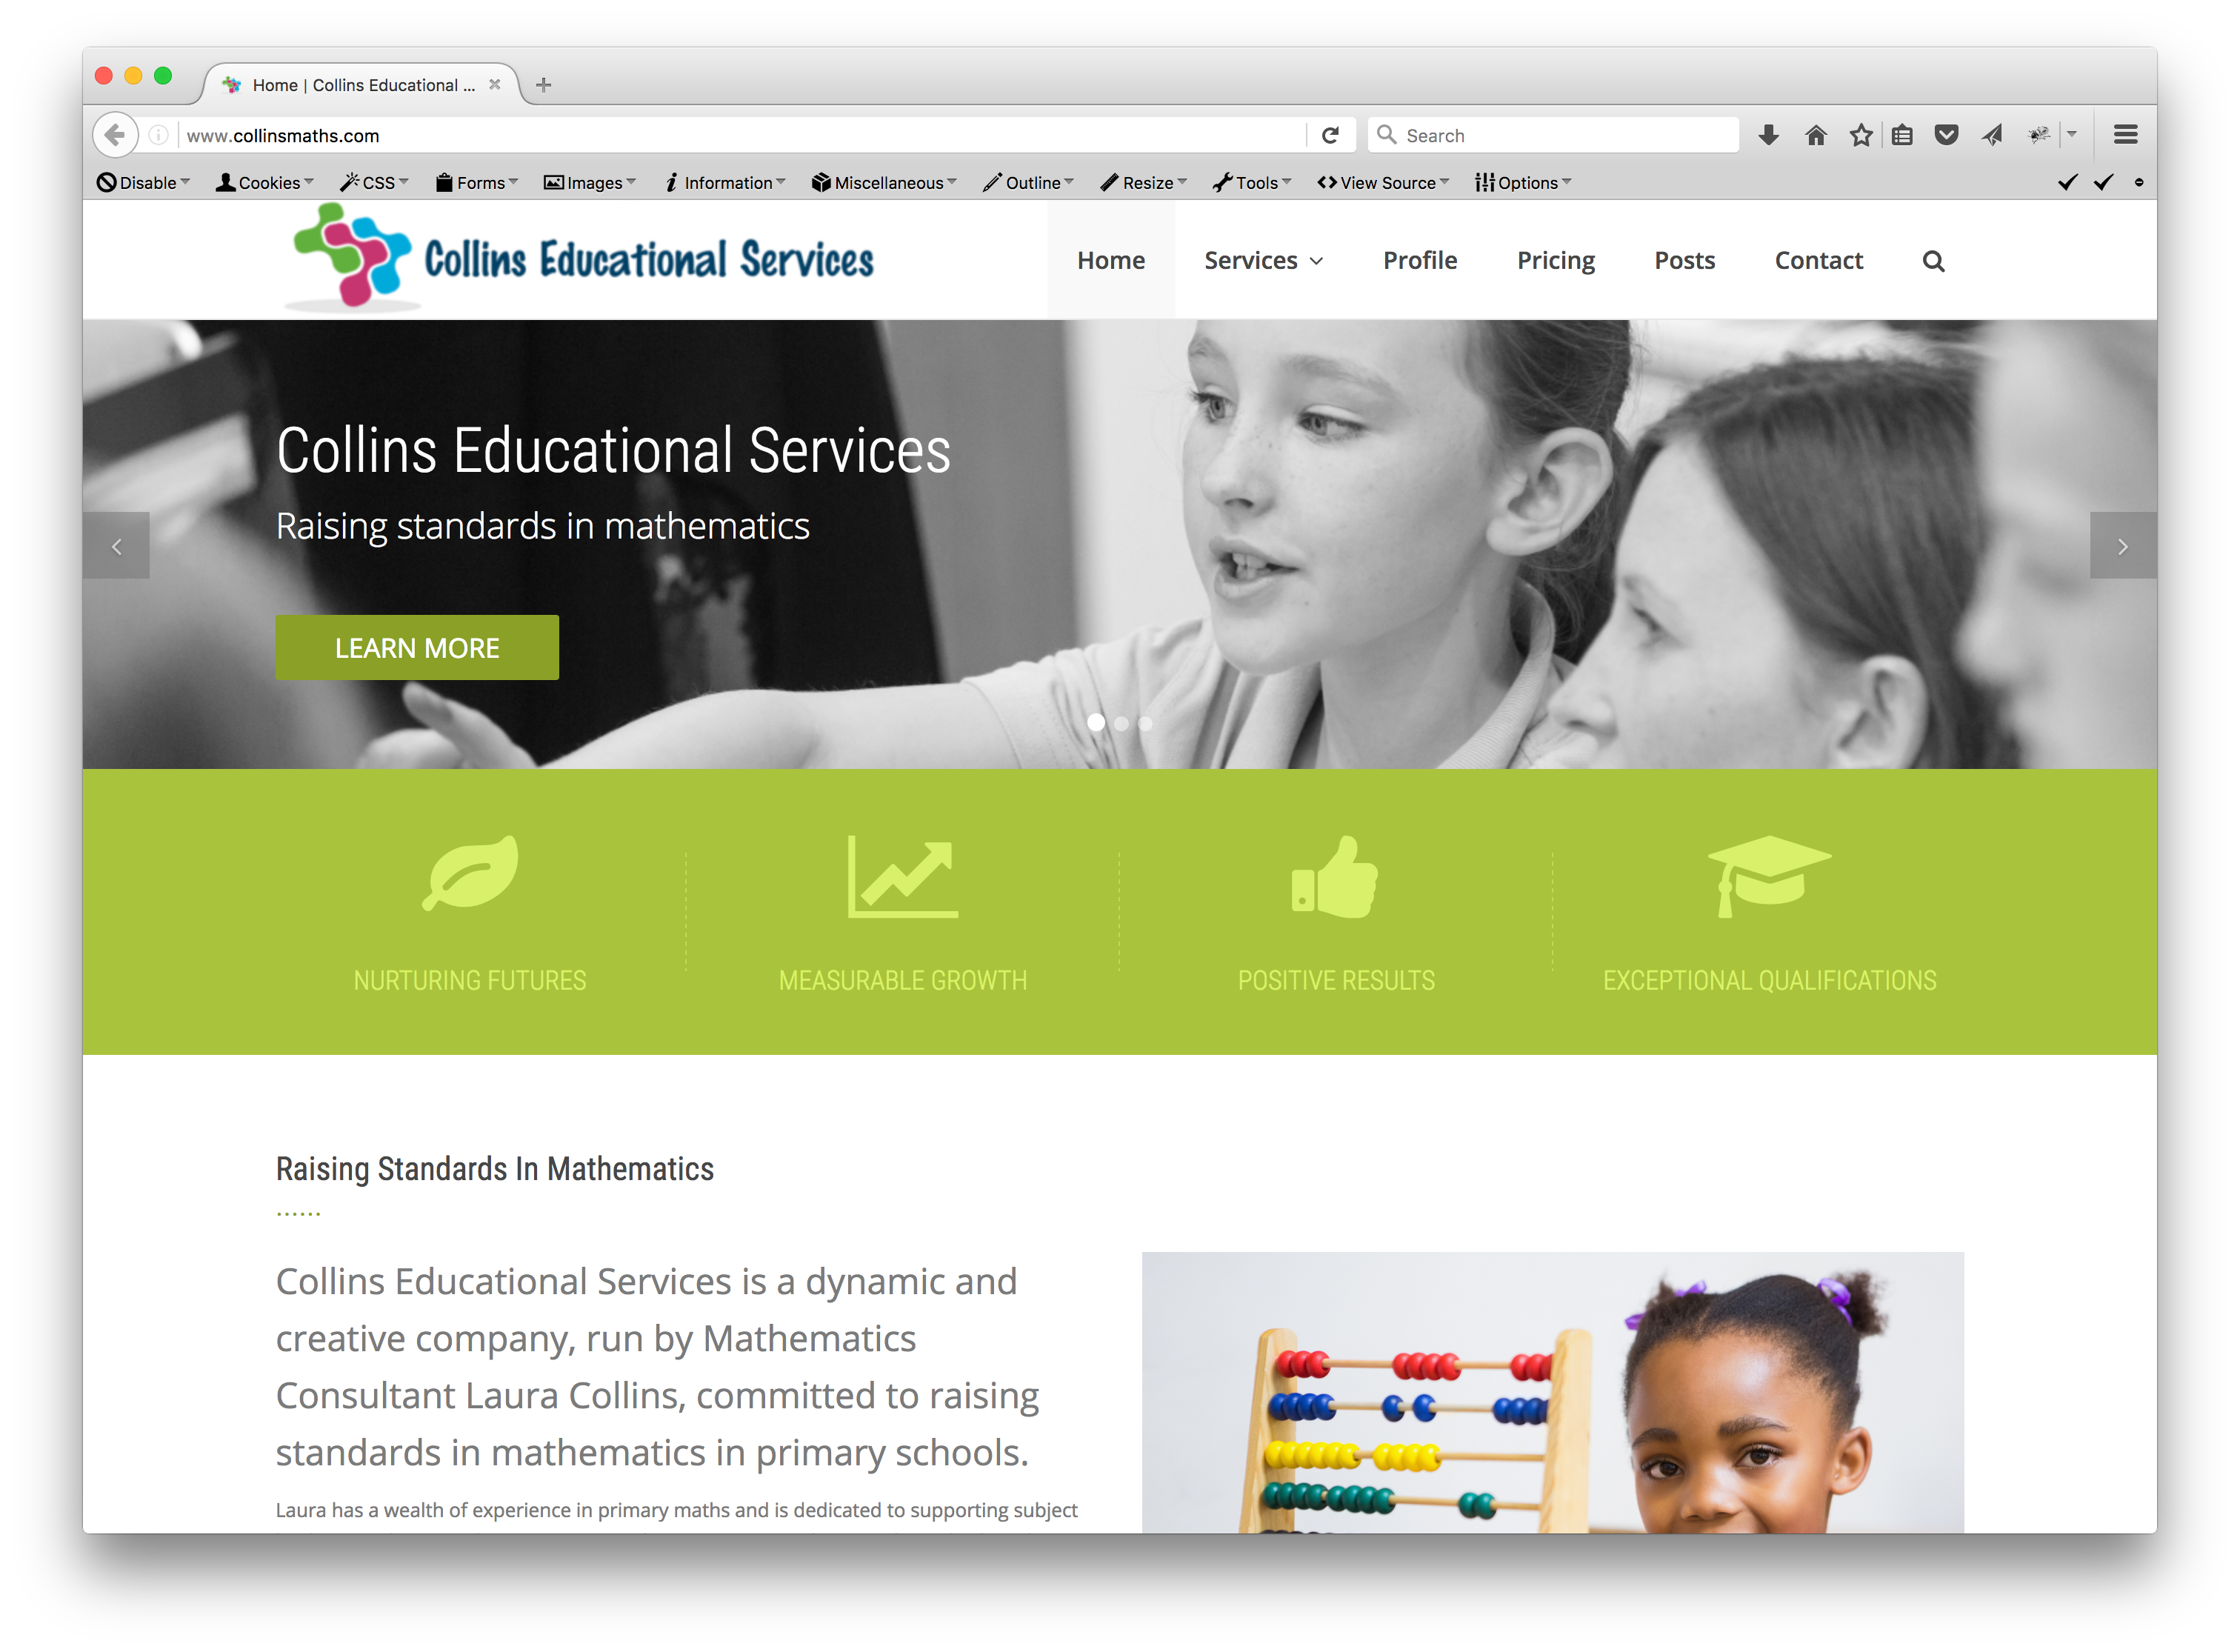 Home | Collins Educational ...
www.collinsmaths.com
Search
Disable Cookies CSS Forms Images Information Miscellaneous Outline Resize Tools View Source Options
Collins Educational Services
Home Services Profile Pricing Posts Contact
Collins Educational Services
Raising standards in mathematics
LEARN MORE
NURTURING FUTURES MEASURABLE GROWTH POSITIVE RESULTS EXCEPTIONAL QUALIFICATIONS
Raising Standards In Mathematics
Collins Educational Services is a dynamic and
creative company, run by Mathematics
Consultant Laura Collins, committed to raising
standards in mathematics in primary schools.
Laura has a wealth of experience in primary maths and is dedicated to supporting subject